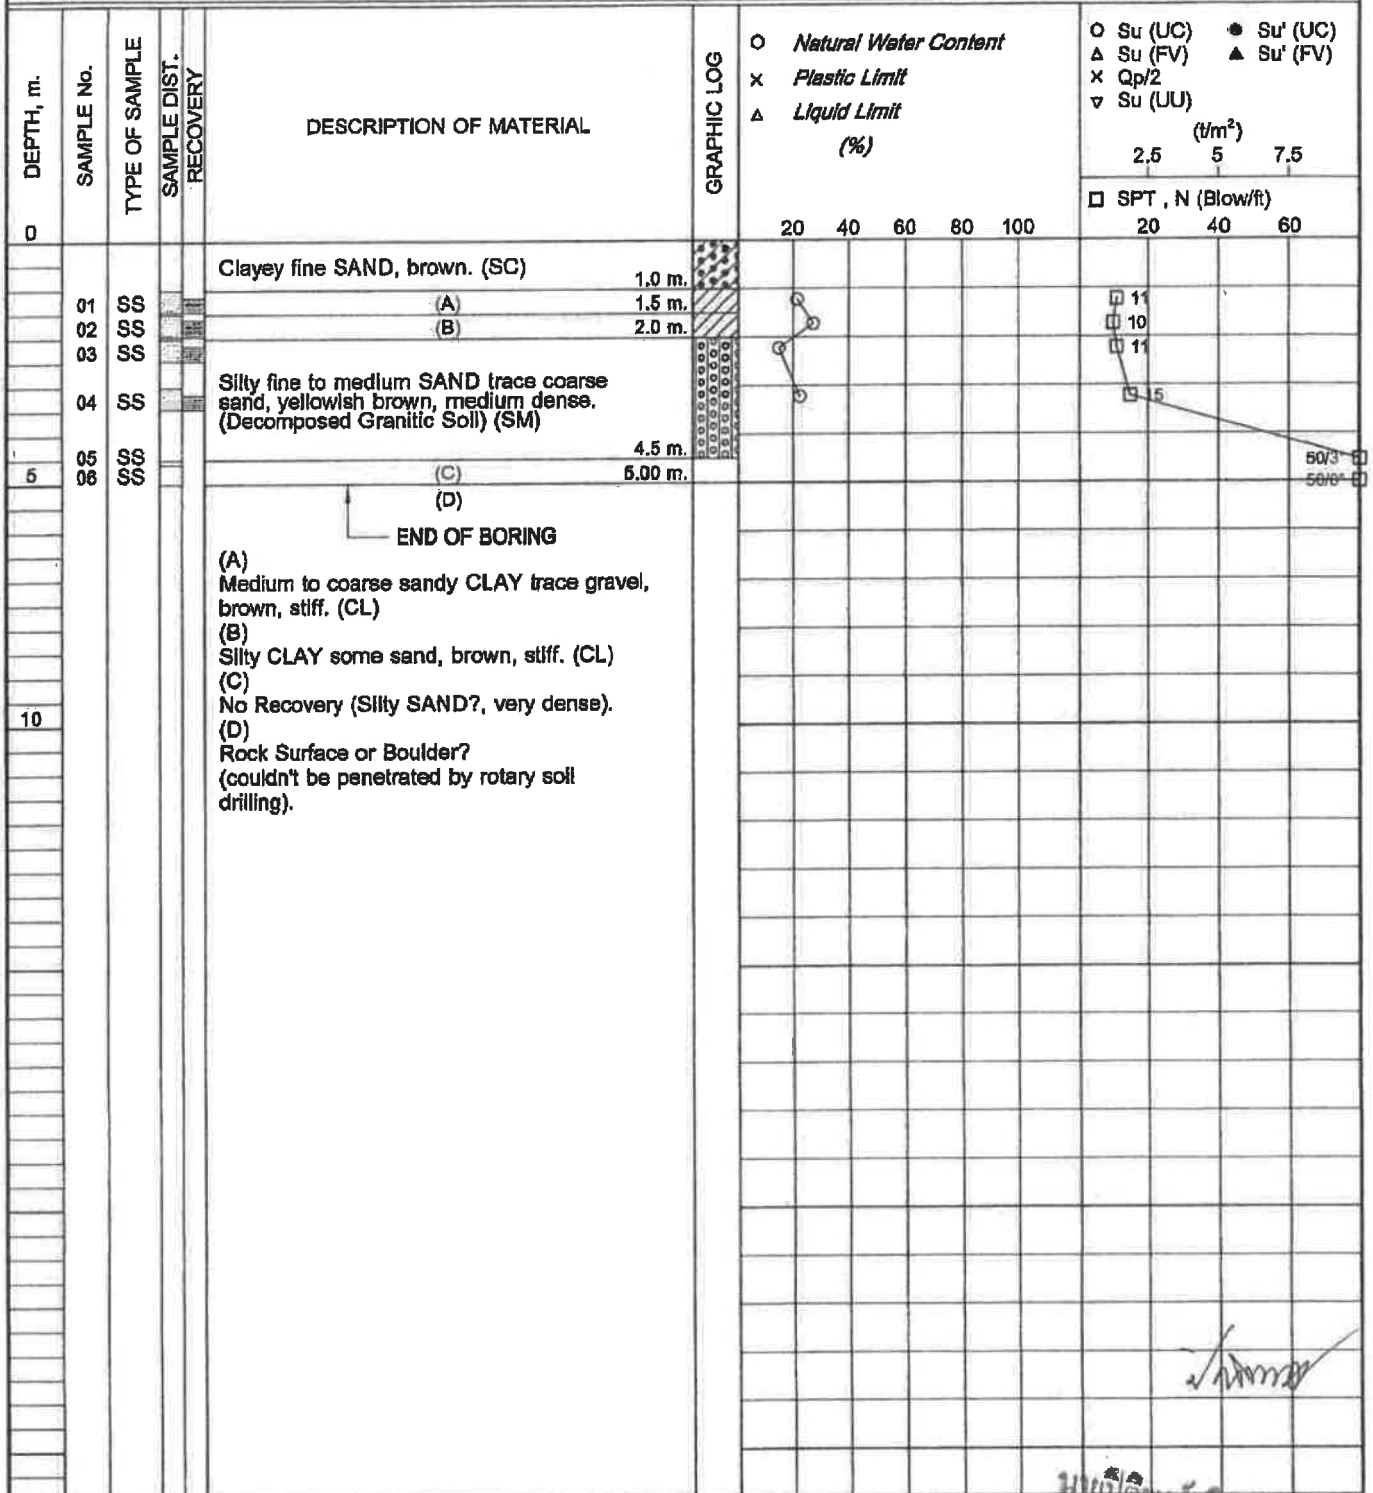 DEPTH, m.
0
SAMPLE No.
TYPE OF SAMPLE
SAMPLE DIST.
RECOVERY
DESCRIPTION OF MATERIAL
GRAPHIC LOG
O Natural Water Content
x Plastic Limit
△ Liquid Limit
(%)
20 40 60 80 100
O Su (UC) ● Su' (UC)
△ Su (FV) ▲ Su' (FV)
x Qp/2
▽ Su (UU)
(t/m²)
2.5 5 7.5
□ SPT , N (Blow/ft)
20 40 60
Clayey fine SAND, brown. (SC) 1.0 m.
01 SS (A) 1.5 m. 11
02 SS (B) 2.0 m. 10
03 SS 11
Silty fine to medium SAND trace coarse
04 SS sand, yellowish brown, medium dense. 15
(Decomposed Granitic Soil) (SM)
4.5 m.
05 SS 50/3
5 06 SS (C) 5.00 m. 50/0"
(D)
END OF BORING
(A)
Medium to coarse sandy CLAY trace gravel,
brown, stiff. (CL)
(B)
Silty CLAY some sand, brown, stiff. (CL)
(C)
No Recovery (Silty SAND?, very dense).
10
(D)
Rock Surface or Boulder?
(couldn't be penetrated by rotary soil
drilling).